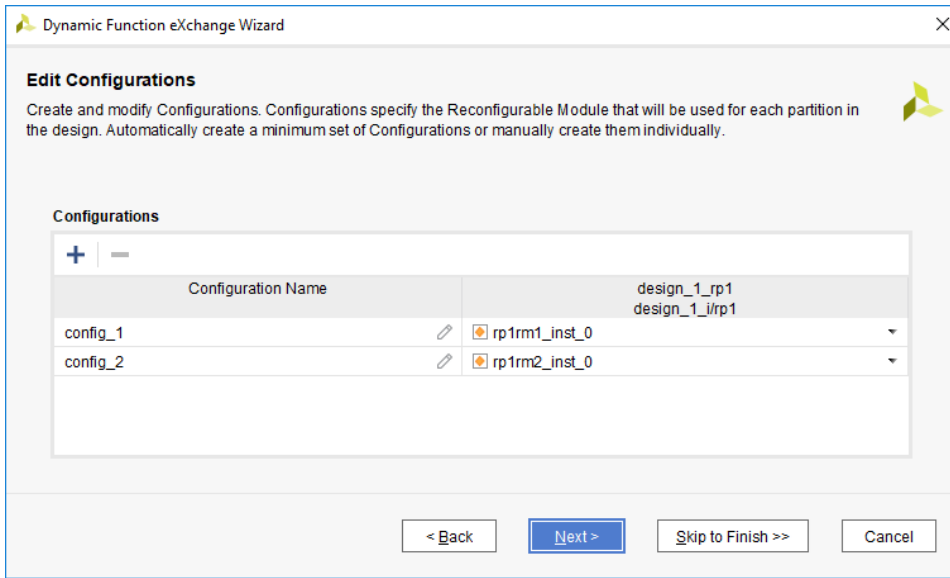 Dynamic Function eXchange Wizard
Edit Configurations
Create and modify Configurations. Configurations specify the Reconfigurable Module that will be used for each partition in
the design. Automatically create a minimum set of Configurations or manually create them individually.
Configurations
Configuration Name
design_1_rp1
design_1_i/rp1
config_1
rp1rm1_inst_0
config_2
rp1rm2_inst_0
< Back
Next >
Skip to Finish >>
Cancel